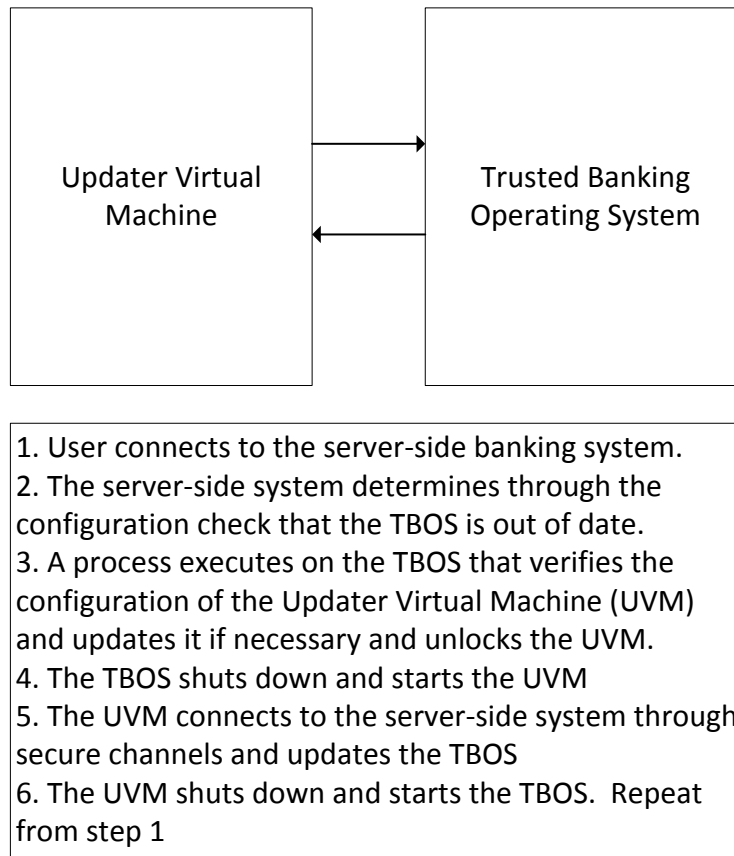 Updater Virtual
Machine
Trusted Banking
Operating System
1. User connects to the server-side banking system.
2. The server-side system determines through the
configuration check that the TBOS is out of date.
3. A process executes on the TBOS that verifies the
configuration of the Updater Virtual Machine (UVM)
and updates it if necessary and unlocks the UVM.
4. The TBOS shuts down and starts the UVM
5. The UVM connects to the server-side system through
secure channels and updates the TBOS
6. The UVM shuts down and starts the TBOS.  Repeat
from step 1